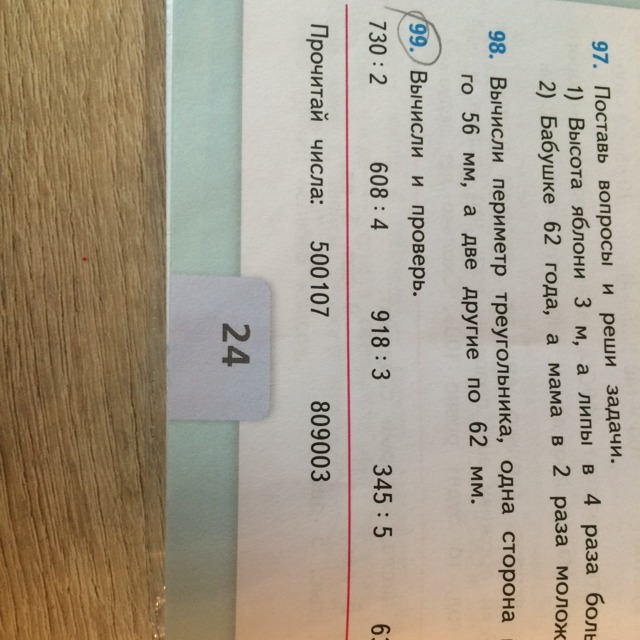 97. Поставь вопросы и реши задачи.
1) Высота яблони 3 м, а липы в 4 раза
2) Бабушке 62 года, а мама в 2 раза
98. Вычисли периметр треугольника, одна сторона
го 56 мм, а две другие по 62 мм.
99. Вычисли и проверь.
730 : 2 608 : 4 918 : 3 345 : 5
Прочитай числа: 500107 809003
24